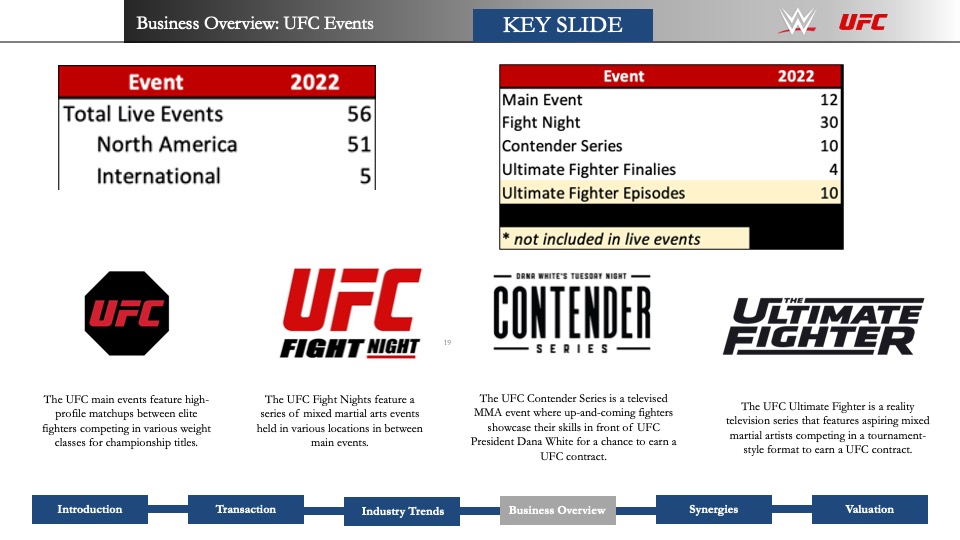 Business Overview: UFC Events
KEY SLIDE
W
UFC
Event 2022
Total Live Events 56
North America 51
International 5
Event 2022
Main Event 12
Fight Night 30
Contender Series 10
Ultimate Fighter Finalies 4
Ultimate Fighter Episodes 10
* not included in live events
UFC
UFC
FIGHT NIGHT
DANA WHITE'S TUESDAY NIGHT
CONTENDER
SERIES
THE
ULTIMATE
FIGHTER
19
The UFC main events feature high-
profile matchups between elite
fighters competing in various weight
classes for championship titles.
The UFC Fight Nights feature a
series of mixed martial arts events
held in various locations in between
main events.
The UFC Contender Series is a televised
MMA event where up-and-coming fighters
showcase their skills in front of UFC
President Dana White for a chance to earn a
UFC contract.
The UFC Ultimate Fighter is a reality
television series that features aspiring mixed
martial artists competing in a tournament-
style format to earn a UFC contract.
Introduction
Transaction
Industry Trends
Business Overview
Synergies
Valuation